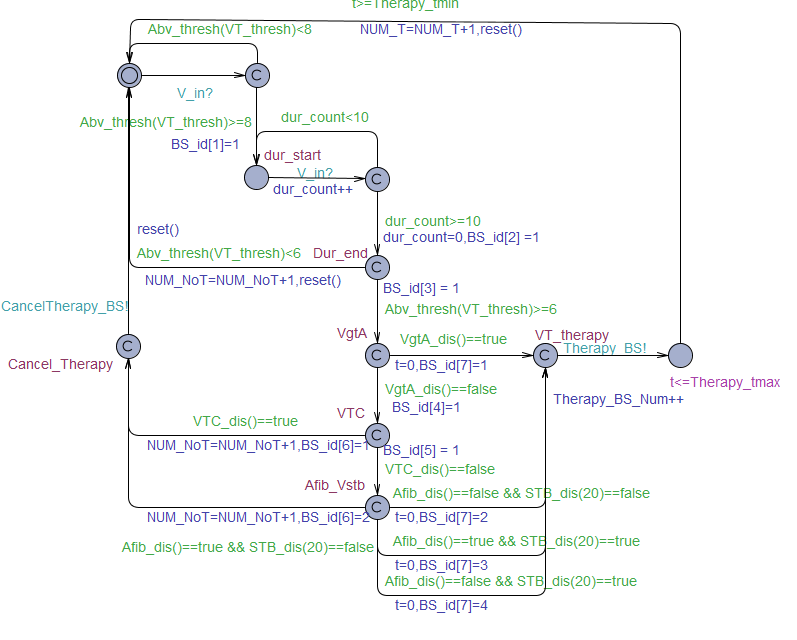 t>=Therapy_tmin
Abv_thresh(VT_thresh)<8
NUM_T=NUM_T+1,reset()
C
V_in?
Abv_thresh(VT_thresh)>=8
dur_count<10
BS_id[1]=1
dur_start
V_in?
C
dur_count++
dur_count>=10
reset()
dur_count=0,BS_id[2] =1
Abv_thresh(VT_thresh)<6
Dur_end
C
NUM_NoT=NUM_NoT+1,reset()
BS_id[3] = 1
CancelTherapy_BS!
Abv_thresh(VT_thresh)>=6
VgtA
VgtA_dis()==true
VT_therapy
Therapy_BS!
C
C
C
Cancel_Therapy
t=0,BS_id[7]=1
t<=Therapy_tmax
VgtA_dis()==false
Therapy_BS_Num++
BS_id[4]=1
VTC
VTC_dis()==true
C
NUM_NoT=NUM_NoT+1,BS_id[6]=1
BS_id[5] = 1
VTC_dis()==false
Afib_Vstb
Afib_dis()==false && STB_dis(20)==false
C
NUM_NoT=NUM_NoT+1,BS_id[6]=2
t=0,BS_id[7]=2
Afib_dis()==true && STB_dis(20)==false
Afib_dis()==true && STB_dis(20)==true
t=0,BS_id[7]=3
Afib_dis()==false && STB_dis(20)==true
t=0,BS_id[7]=4